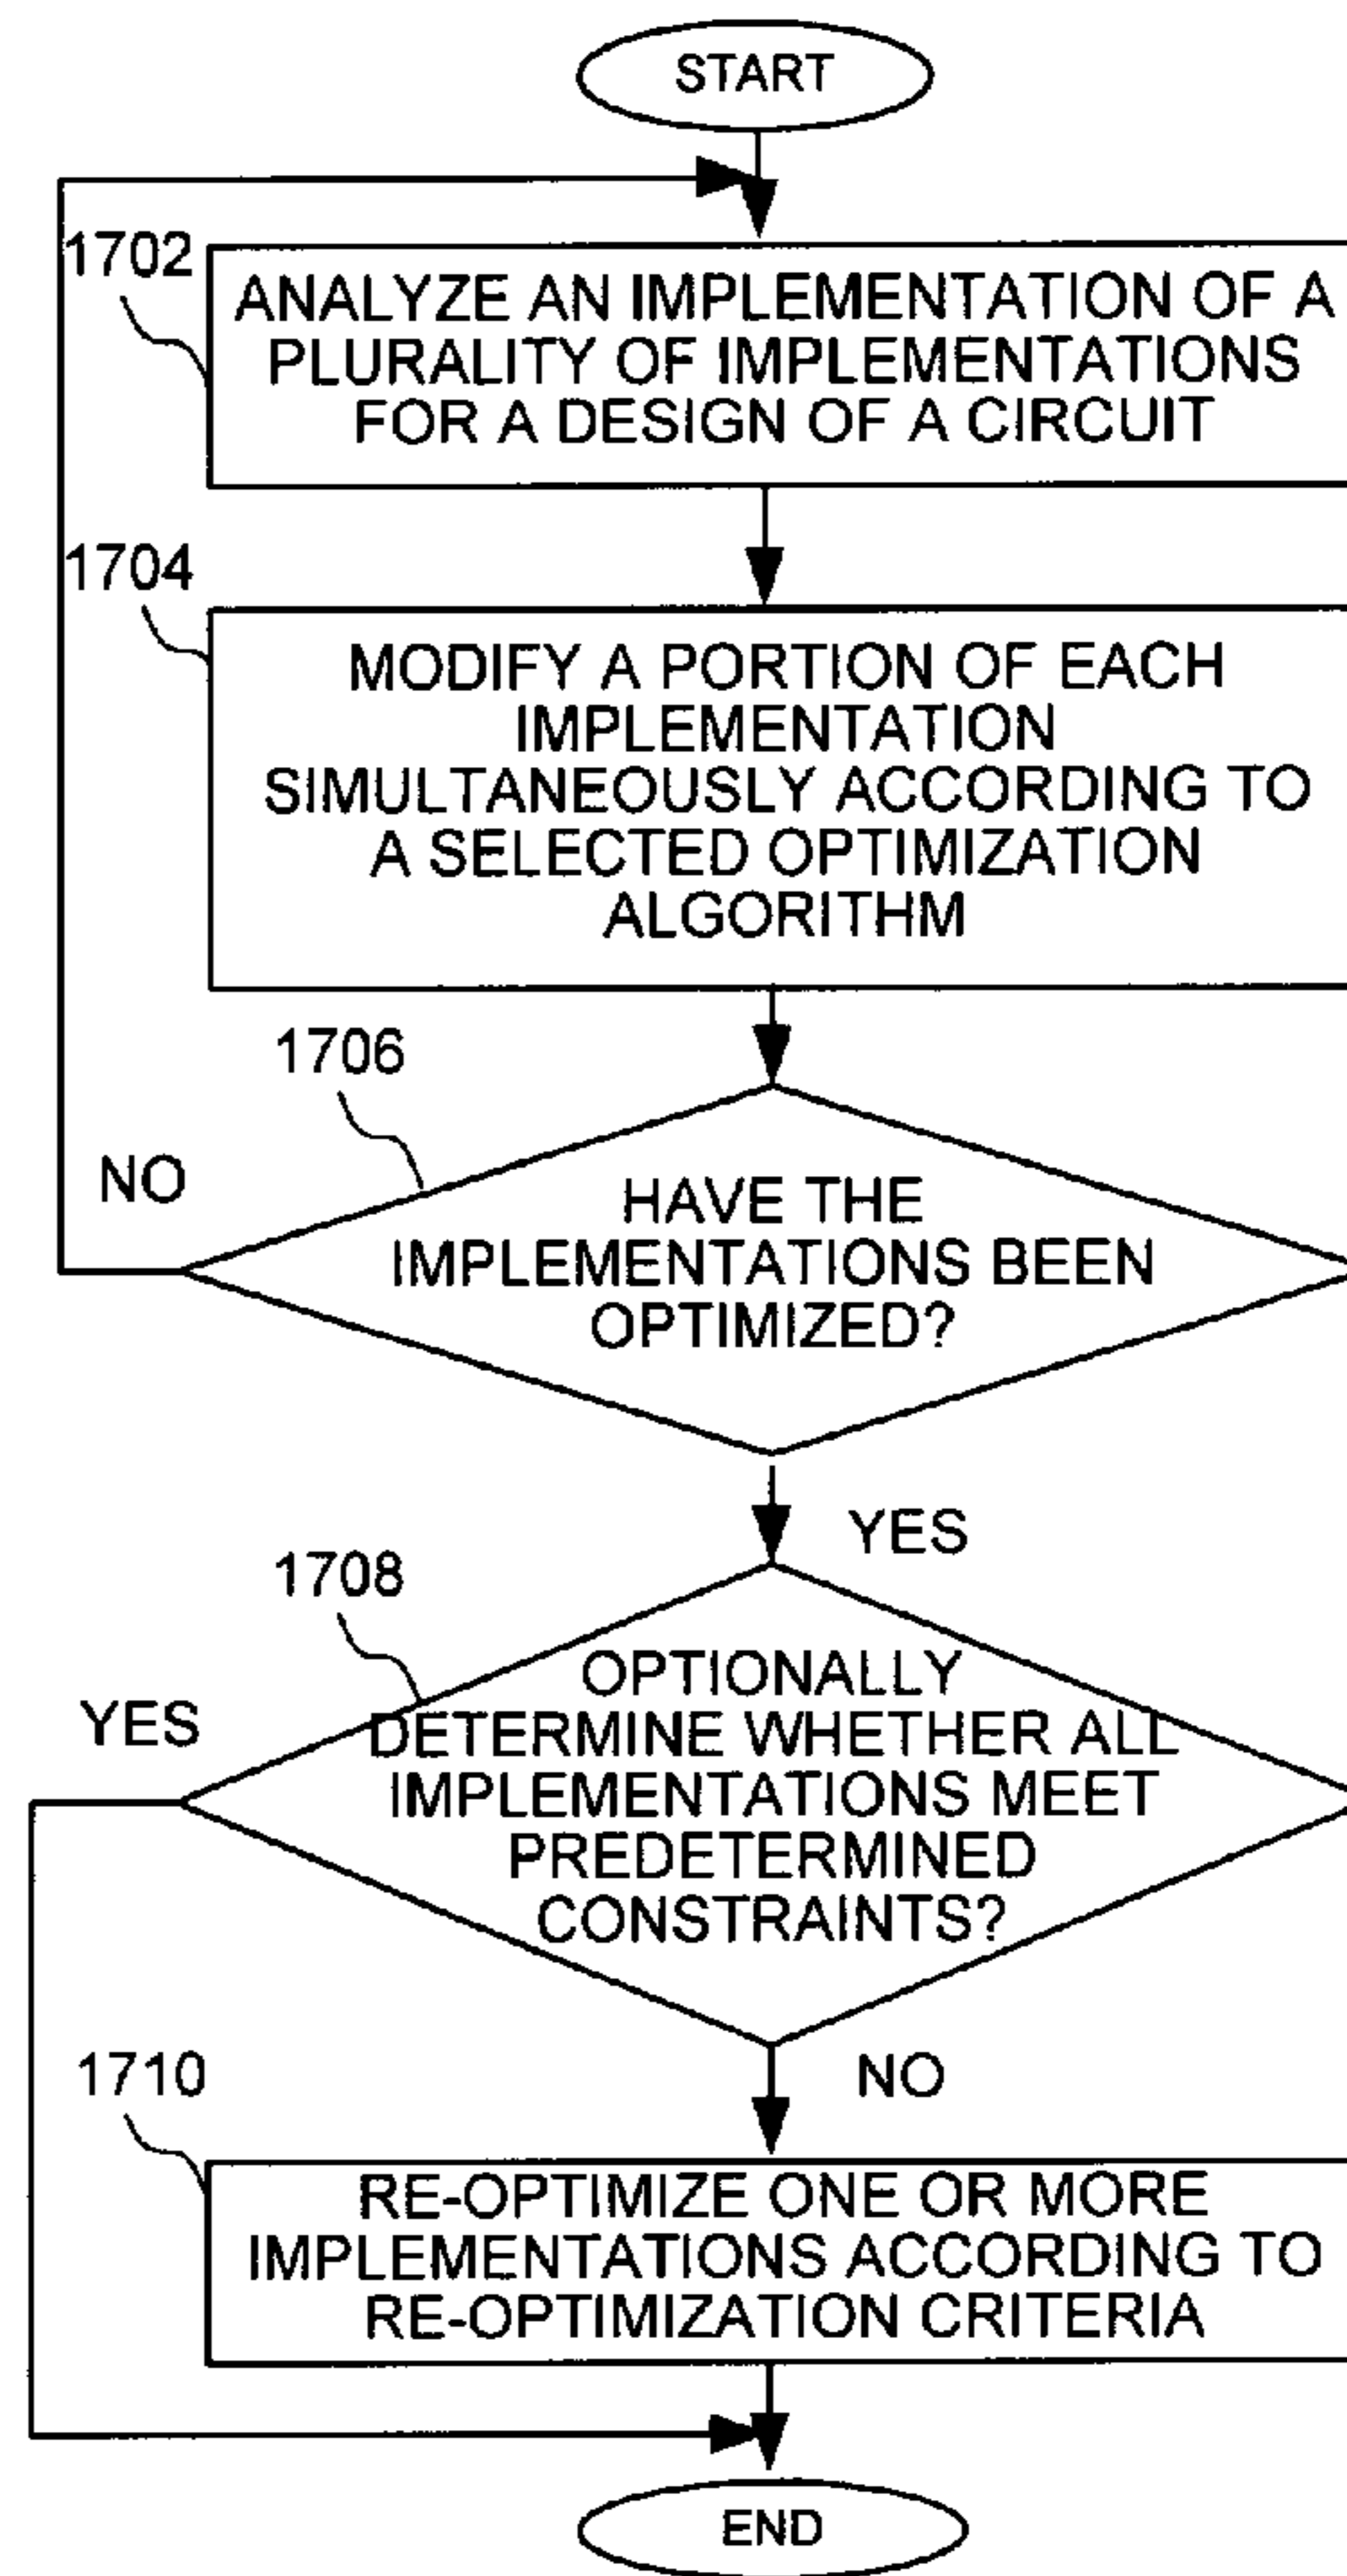 START
1702
ANALYZE AN IMPLEMENTATION OF A
PLURALITY OF IMPLEMENTATIONS
FOR A DESIGN OF A CIRCUIT
1704
MODIFY A PORTION OF EACH
IMPLEMENTATION
SIMULTANEOUSLY ACCORDING TO
A SELECTED OPTIMIZATION
ALGORITHM
1706
NO
HAVE THE
IMPLEMENTATIONS BEEN
OPTIMIZED?
YES
1708
YES
OPTIONALLY
DETERMINE WHETHER ALL
IMPLEMENTATIONS MEET
PREDETERMINED
CONSTRAINTS?
NO
1710
RE-OPTIMIZE ONE OR MORE
IMPLEMENTATIONS ACCORDING TO
RE-OPTIMIZATION CRITERIA
END